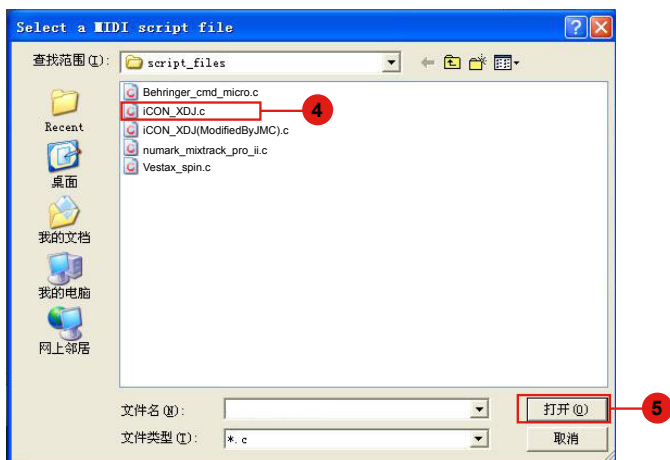 Select a MIDI script file
查找范围(I):
script_files
Behringer_cmd_micro.c
iCON_XDJ.c
4
iCON_XDJ(ModifiedByJMC).c
numark_mixtrack_pro_ii.c
Vestax_spin.c
Recent
桌面
我的文档
我的电脑
网上邻居
文件名(N):
打开(O)
5
文件类型(T):
*.c
取消